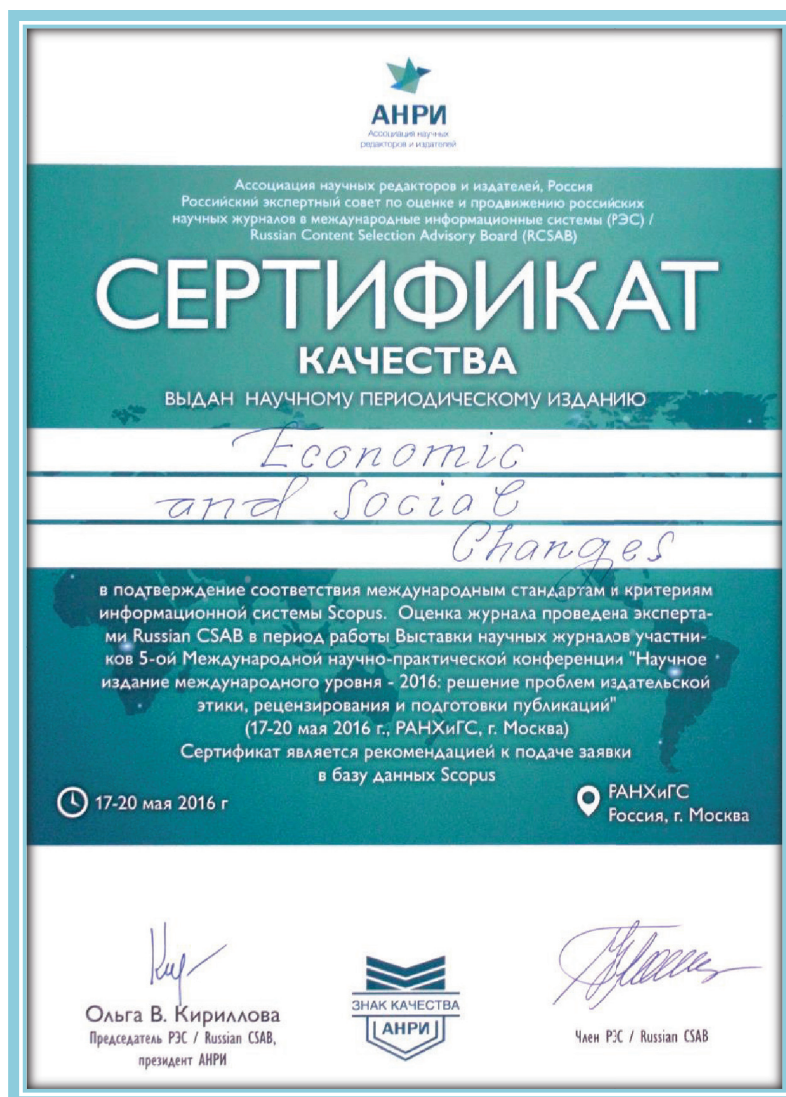 АНРИ
Ассоциация научных
редакторов и издателей
Ассоциация научных редакторов и издателей, Россия
Российский экспертный совет по оценке и продвижению российских
научных журналов в международные информационные системы (РЭС) /
Russian Content Selection Advisory Board (RCSAB)
СЕРТИФИКАТ
КАЧЕСТВА
ВЫДАН НАУЧНОМУ ПЕРИОДИЧЕСКОМУ ИЗДАНИЮ
Economic
and Social
Changes
в подтверждение соответствия международным стандартам и критериям
информационной системы Scopus. Оценка журнала проведена эксперта-
ми Russian CSAB в период работы Выставки научных журналов участни-
ков 5-ой Международной научно-практической конференции "Научное
издание международного уровня - 2016: решение проблем издательской
этики, рецензирования и подготовки публикаций"
(17-20 мая 2016 г., РАНХиГС, г. Москва)
Сертификат является рекомендацией к подаче заявки
в базу данных Scopus
17-20 мая 2016 г
РАНХиГС
Россия, г. Москва
Ольга В. Кириллова
Председатель РЭС / Russian CSAB,
президент АНРИ
ЗНАК КАЧЕСТВА
АНРИ
Член РЭС / Russian CSAB